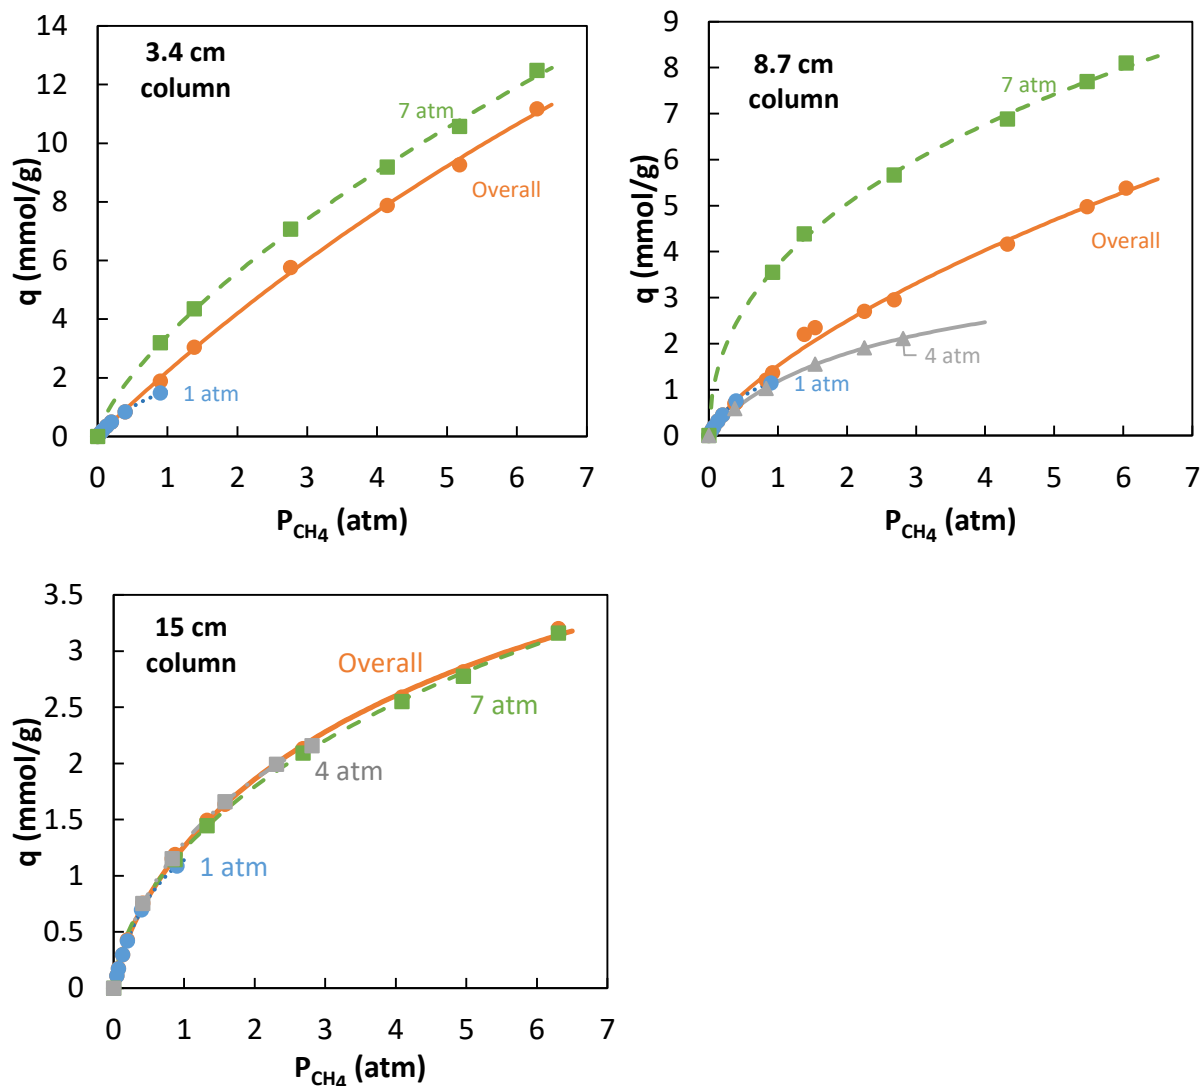 3.4 cm
column
14
12
10
8
6
4
2
0
q (mmol/g)
7 atm
Overall
1 atm
0 1 2 3 4 5 6 7
P_CH4 (atm)
8.7 cm
column
9
8
7
6
5
4
3
2
1
0
q (mmol/g)
7 atm
Overall
4 atm
1 atm
0 1 2 3 4 5 6 7
P_CH4 (atm)
15 cm
column
3.5
3
2.5
2
1.5
1
0.5
0
q (mmol/g)
Overall
7 atm
4 atm
1 atm
0 1 2 3 4 5 6 7
P_CH4 (atm)